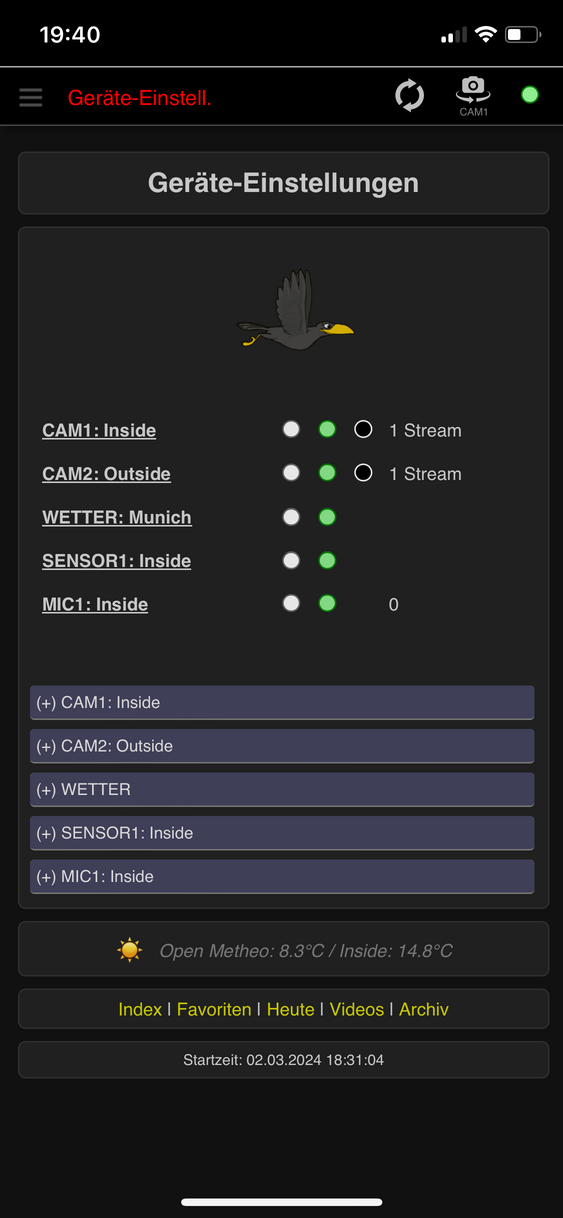 19:40
Geräte-Einstell.
CAM1
Geräte-Einstellungen
CAM1: Inside 1 Stream
CAM2: Outside 1 Stream
WETTER: Munich
SENSOR1: Inside
MIC1: Inside 0
(+) CAM1: Inside
(+) CAM2: Outside
(+) WETTER
(+) SENSOR1: Inside
(+) MIC1: Inside
Open Metheo: 8.3°C / Inside: 14.8°C
Index | Favoriten | Heute | Videos | Archiv
Startzeit: 02.03.2024 18:31:04